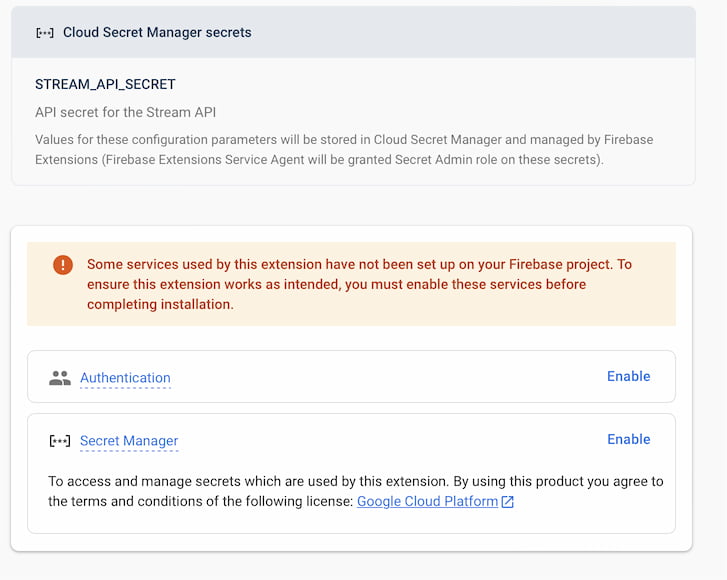 Cloud Secret Manager secrets
STREAM_API_SECRET
API secret for the Stream API
Values for these configuration parameters will be stored in Cloud Secret Manager and managed by Firebase
Extensions (Firebase Extensions Service Agent will be granted Secret Admin role on these secrets).
Some services used by this extension have not been set up on your Firebase project. To
ensure this extension works as intended, you must enable these services before
completing installation.
Authentication Enable
Secret Manager Enable
To access and manage secrets which are used by this extension. By using this product you agree to
the terms and conditions of the following license: Google Cloud Platform